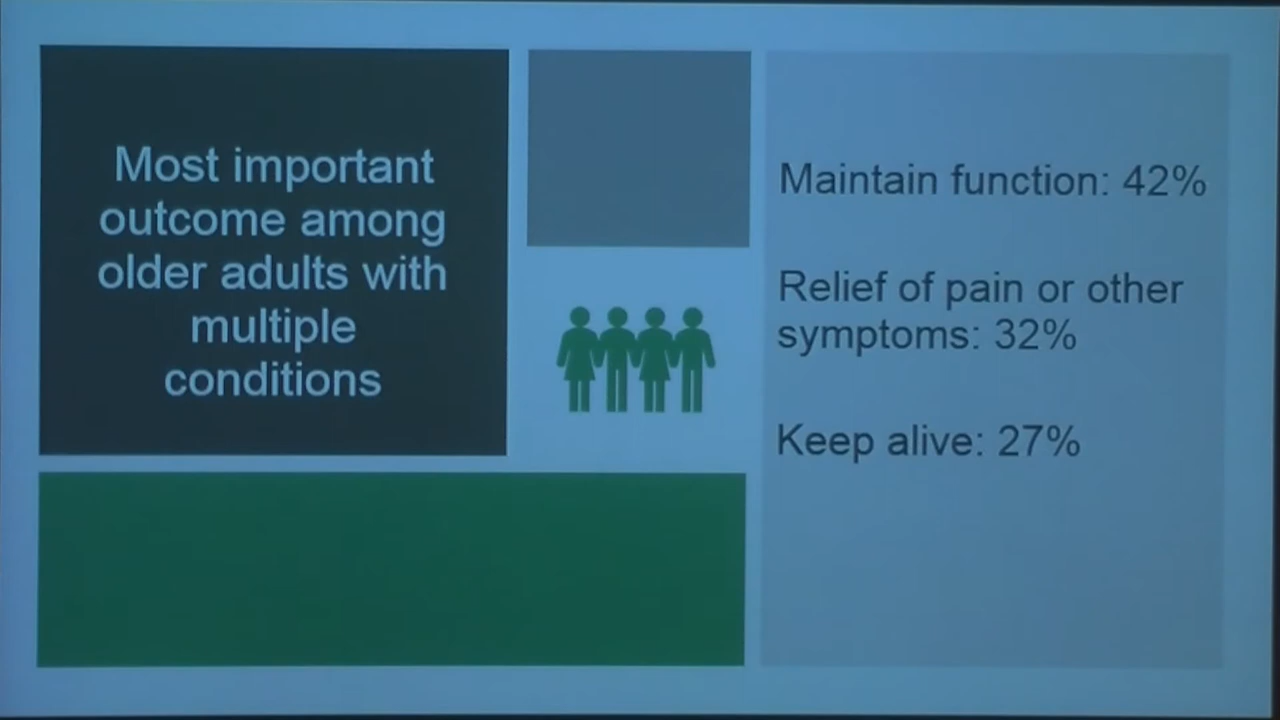 Most important
outcome among
older adults with
multiple
conditions
Maintain function: 42%
Relief of pain or other
symptoms: 32%
Keep alive: 27%